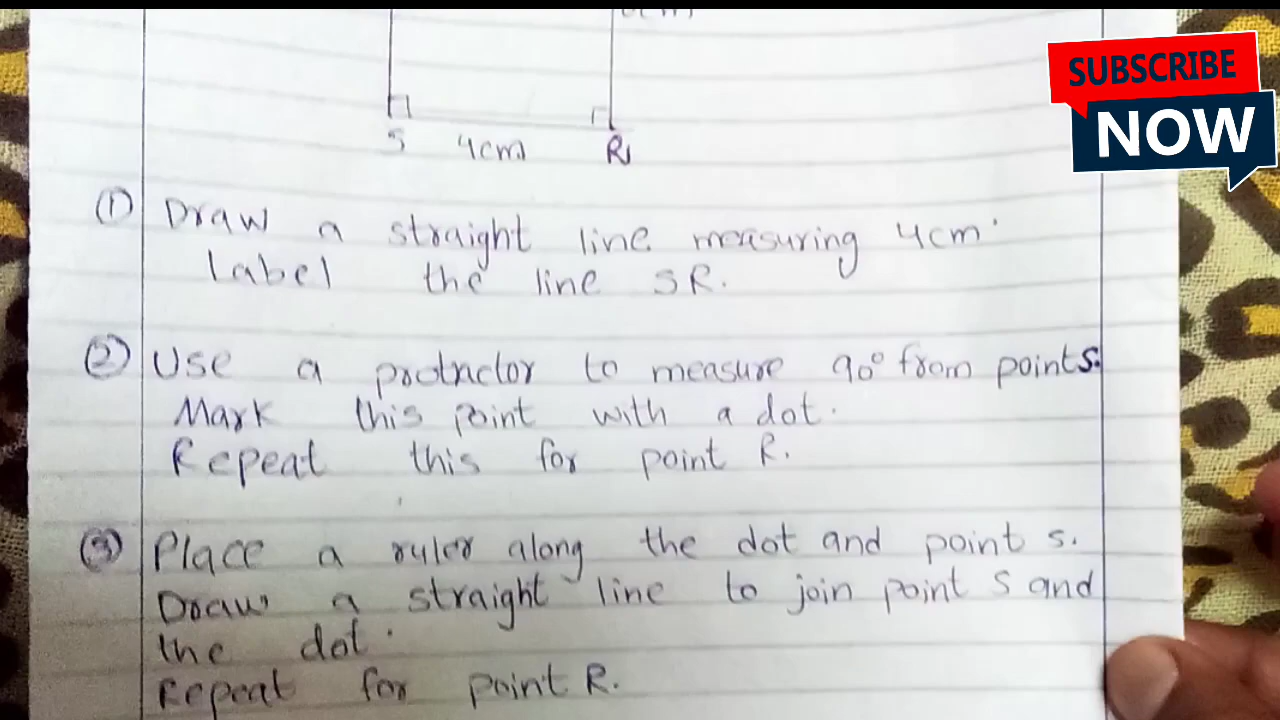 SUBSCRIBE
NOW
S 4cm R
① Draw a straight line measuring 4cm.
Label the line SR.
② Use a protractor to measure 90° from point S.
Mark this point with a dot.
Repeat this for point R.
③ Place a ruler along the dot and point s.
Draw a straight line to join point S and
the dot.
Repeat for point R.